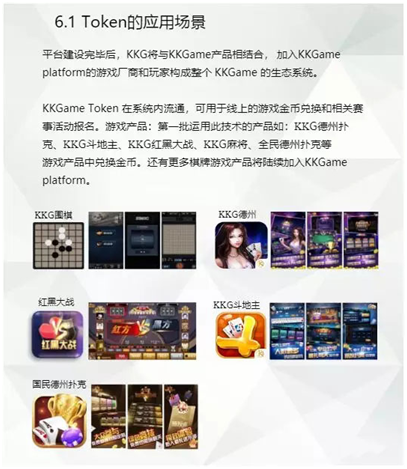 6.1 Token的应用场景
平台建设完毕后，KKG将与KKGame产品相结合， 加入KKGame
platform的游戏厂商和玩家构成整个 KKGame 的生态系统。
KKGame Token 在系统内流通，可用于线上的游戏金币兑换和相关赛
事活动报名。游戏产品：第一批运用此技术的产品如：KKG德州扑
克、KKG斗地主、KKG红黑大战、KKG麻将、全民德州扑克等
游戏产品中兑换金币。还有更多棋牌游戏产品将陆续加入KKGame
platform。
KKG围棋
KKG德州
红黑大战
KKG斗地主
VS
红黑大战
红方
VS
黑方
国民德州扑克